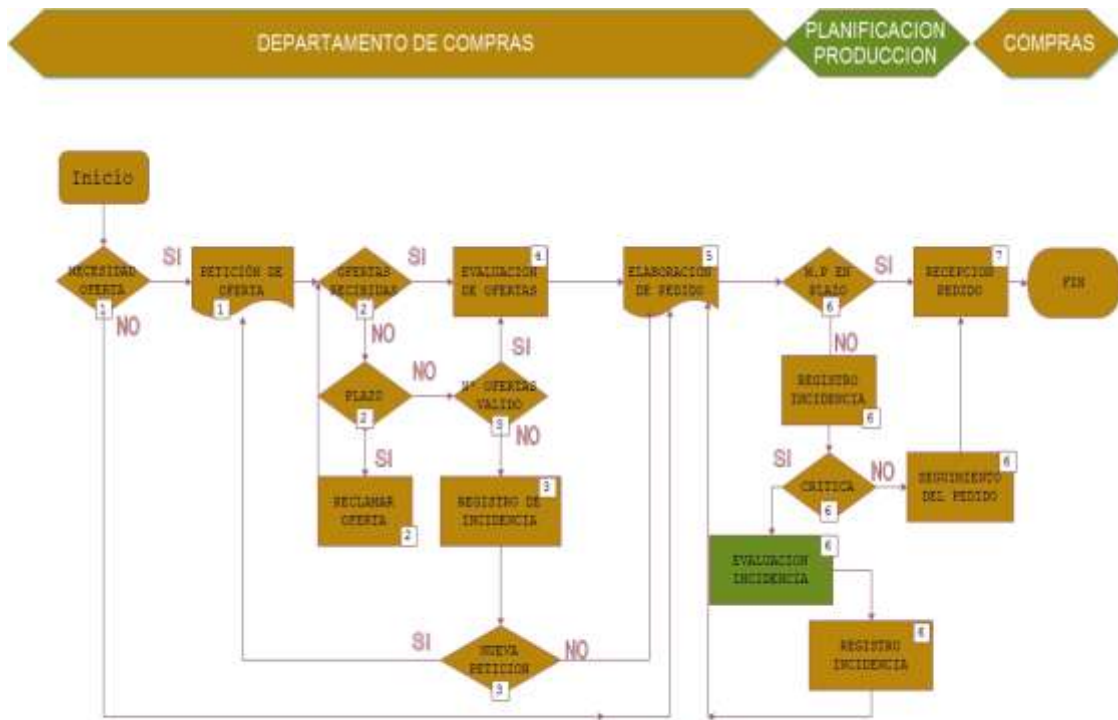 DEPARTAMENTO DE COMPRAS
PLANIFICACION
PRODUCCION
COMPRAS
Inicio
SI
NECESIDAD
OFERTA
1
NO
PETICIÓN DE
OFERTA
1
OFERTAS
RECIBIDAS
2
SI
NO
EVALUACION
DE OFERTAS
4
ELABORACION
DE PEDIDO
5
M.P EN
PLAZO
6
SI
NO
RECEPCION
PEDIDO
7
FIN
PLAZO
2
NO
SI
Nº OFERTAS
VALIDO
3
SI
NO
REGISTRO
INCIDENCIA
6
RECLAMAR
OFERTA
2
REGISTRO DE
INCIDENCIA
3
SI
CRITICA
6
NO
SEGUIMIENTO
DEL PEDIDO
6
EVALUACION
INCIDENCIA
6
SI
NUEVA
PETICION
3
NO
REGISTRO
INCIDENCIA
6